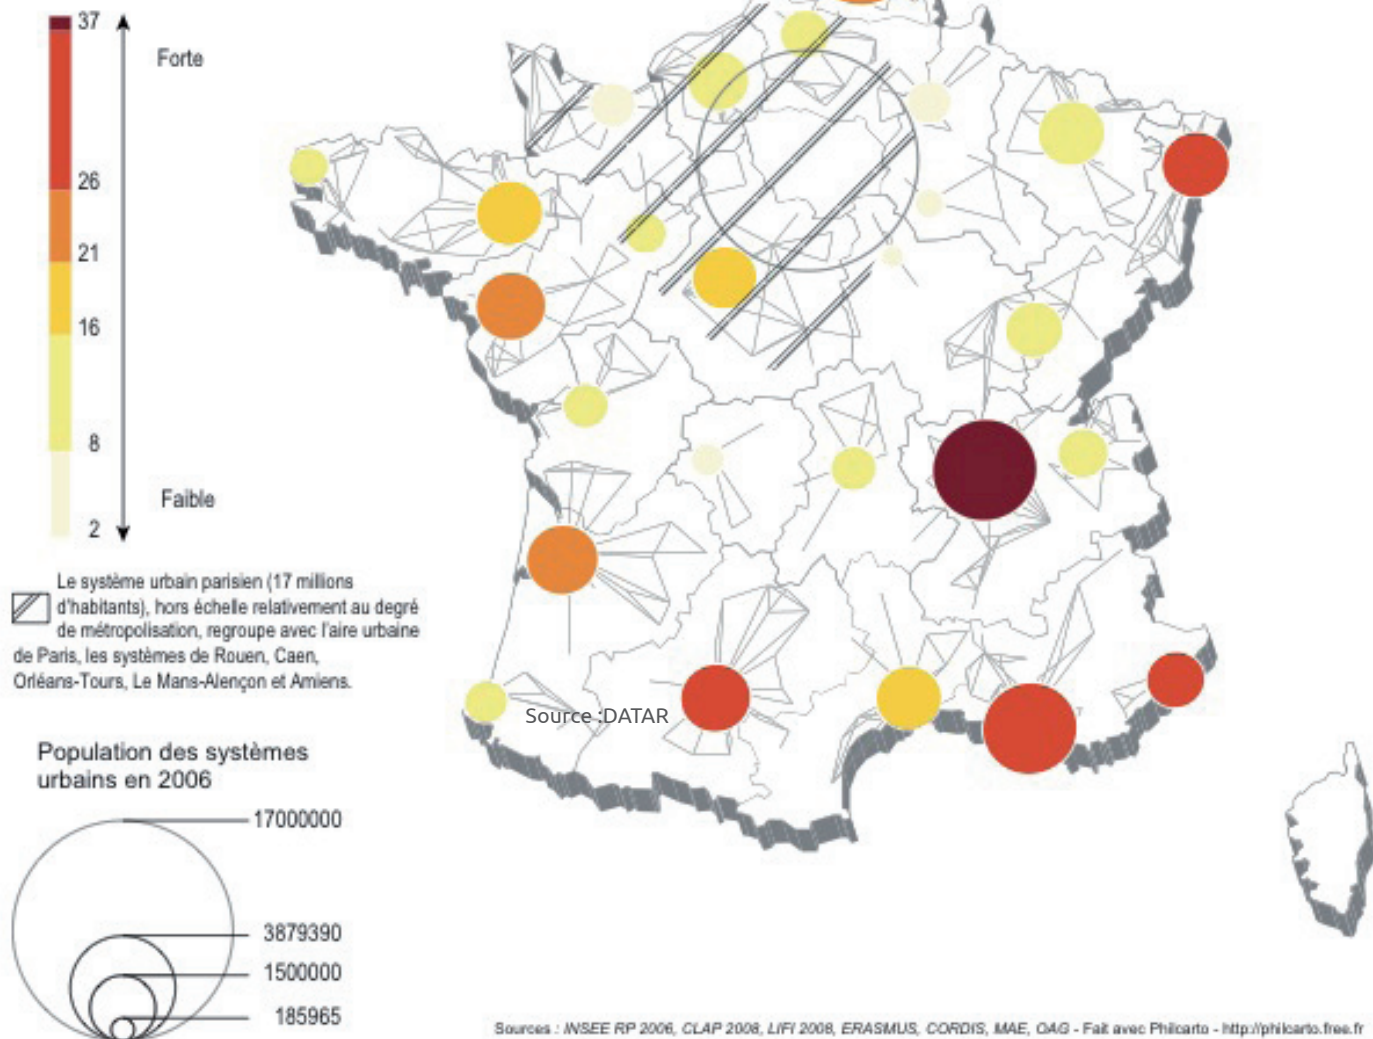 37
Forte
26
21
16
8
Faible
2
Le système urbain parisien (17 millions
d'habitants), hors échelle relativement au degré
de métropolisation, regroupe avec l'aire urbaine
de Paris, les systèmes de Rouen, Caen,
Orléans-Tours, Le Mans-Alençon et Amiens.
Source :DATAR
Population des systèmes
urbains en 2006
17000000
3879390
1500000
185965
Sources : INSEE RP 2006, CLAP 2008, LIFI 2008, ERASMUS, CORDIS, MAE, OAG - Fait avec Philcarto - http://philcarto.free.fr